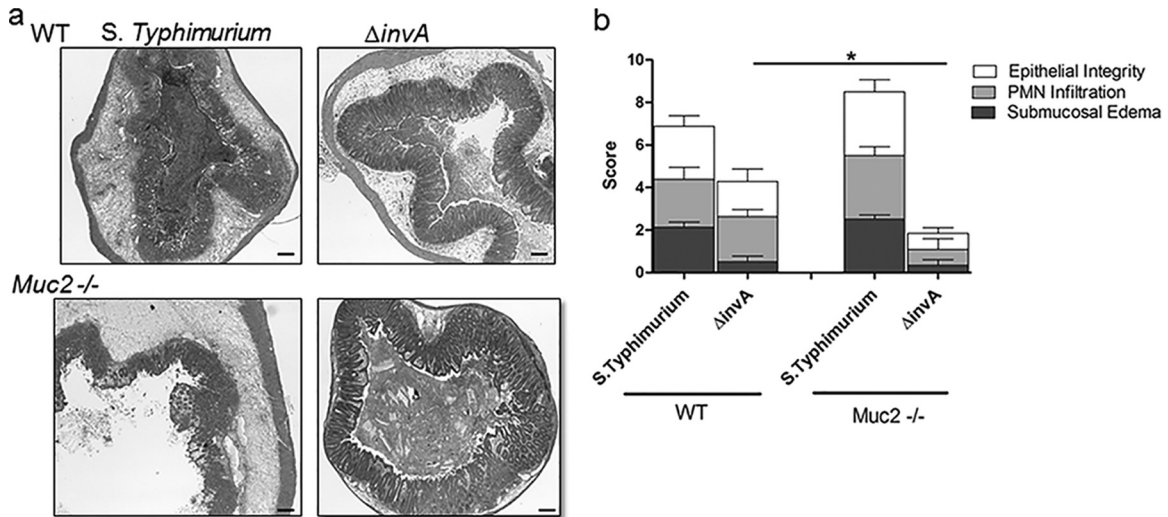 a
WT S. Typhimurium ΔinvA
Muc2 -/-
b
*
10
8
6
4
2
0
Score
Epithelial Integrity
PMN Infiltration
Submucosal Edema
S.Typhimurium
ΔinvA
S.Typhimurium
ΔinvA
WT
Muc2 -/-